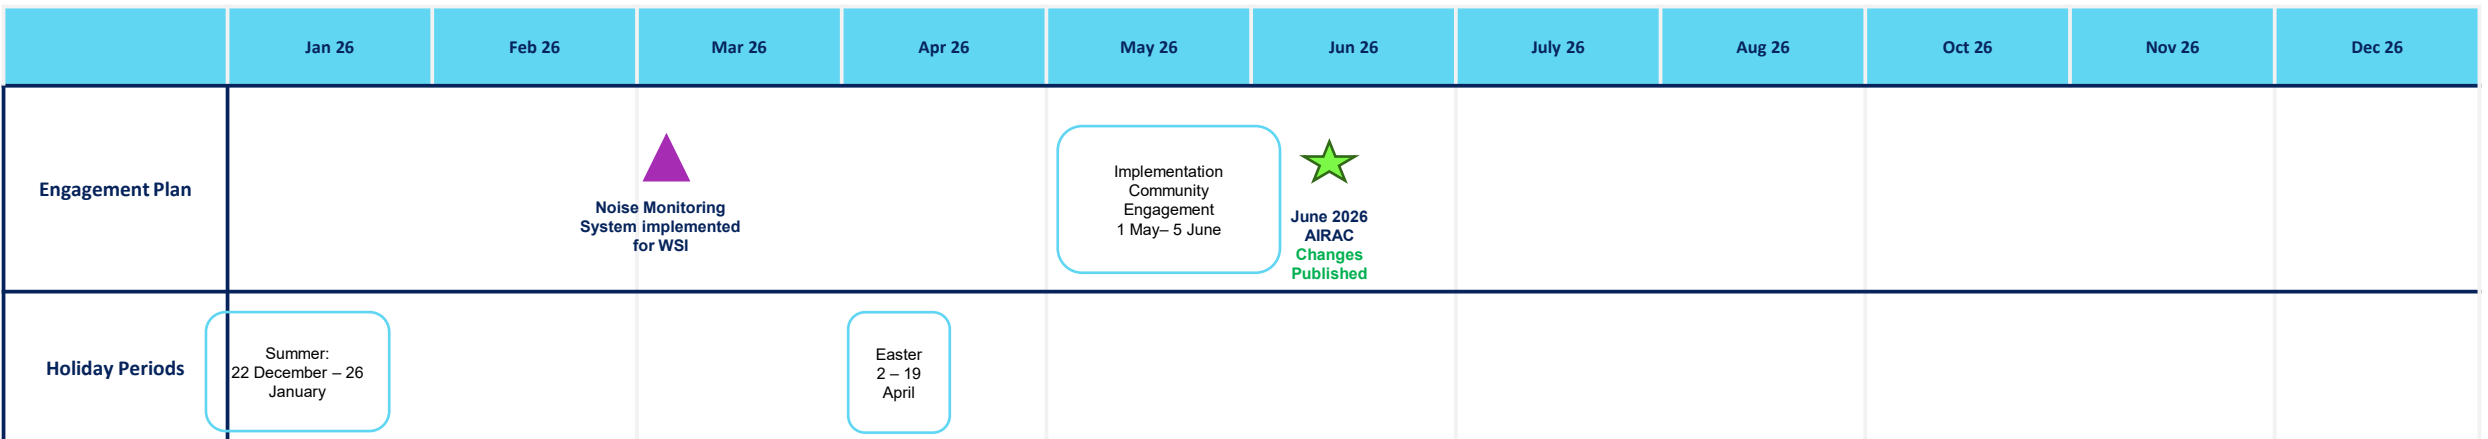 Jan 26
Feb 26
Mar 26
Apr 26
May 26
Jun 26
July 26
Aug 26
Oct 26
Nov 26
Dec 26
Engagement Plan
Noise Monitoring
System implemented
for WSI
Implementation
Community
Engagement
1 May– 5 June
June 2026
AIRAC
Changes
Published
Holiday Periods
Summer:
22 December – 26
January
Easter
2 – 19
April